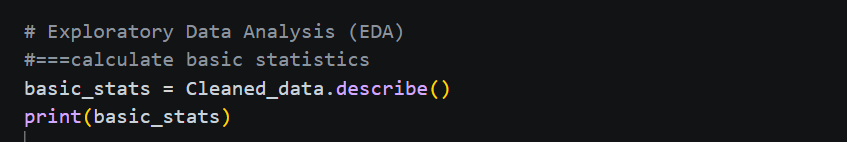 # Exploratory Data Analysis (EDA)
#===calculate basic statistics
basic_stats = Cleaned_data.describe()
print(basic_stats)